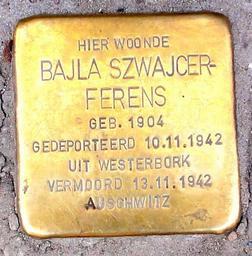 HIER WOONDE
BAJLA SZWAJCER-
FERENS
GEB. 1904
GEDEPORTEERD 10.11.1942
UIT WESTERBORK
VERMOORD 13.11.1942
AUSCHWITZ